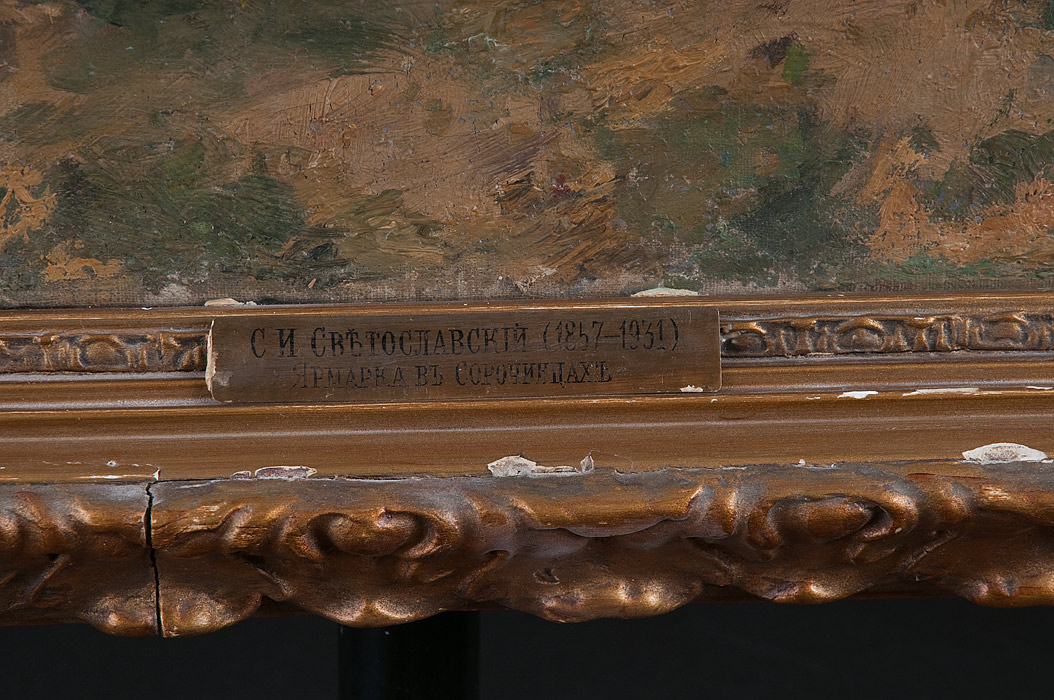 С И СВѢТОСЛАВСКІЙ (1857–1931)
ЯРМАРКА ВЪ СОРОЧИНЦАХЪ